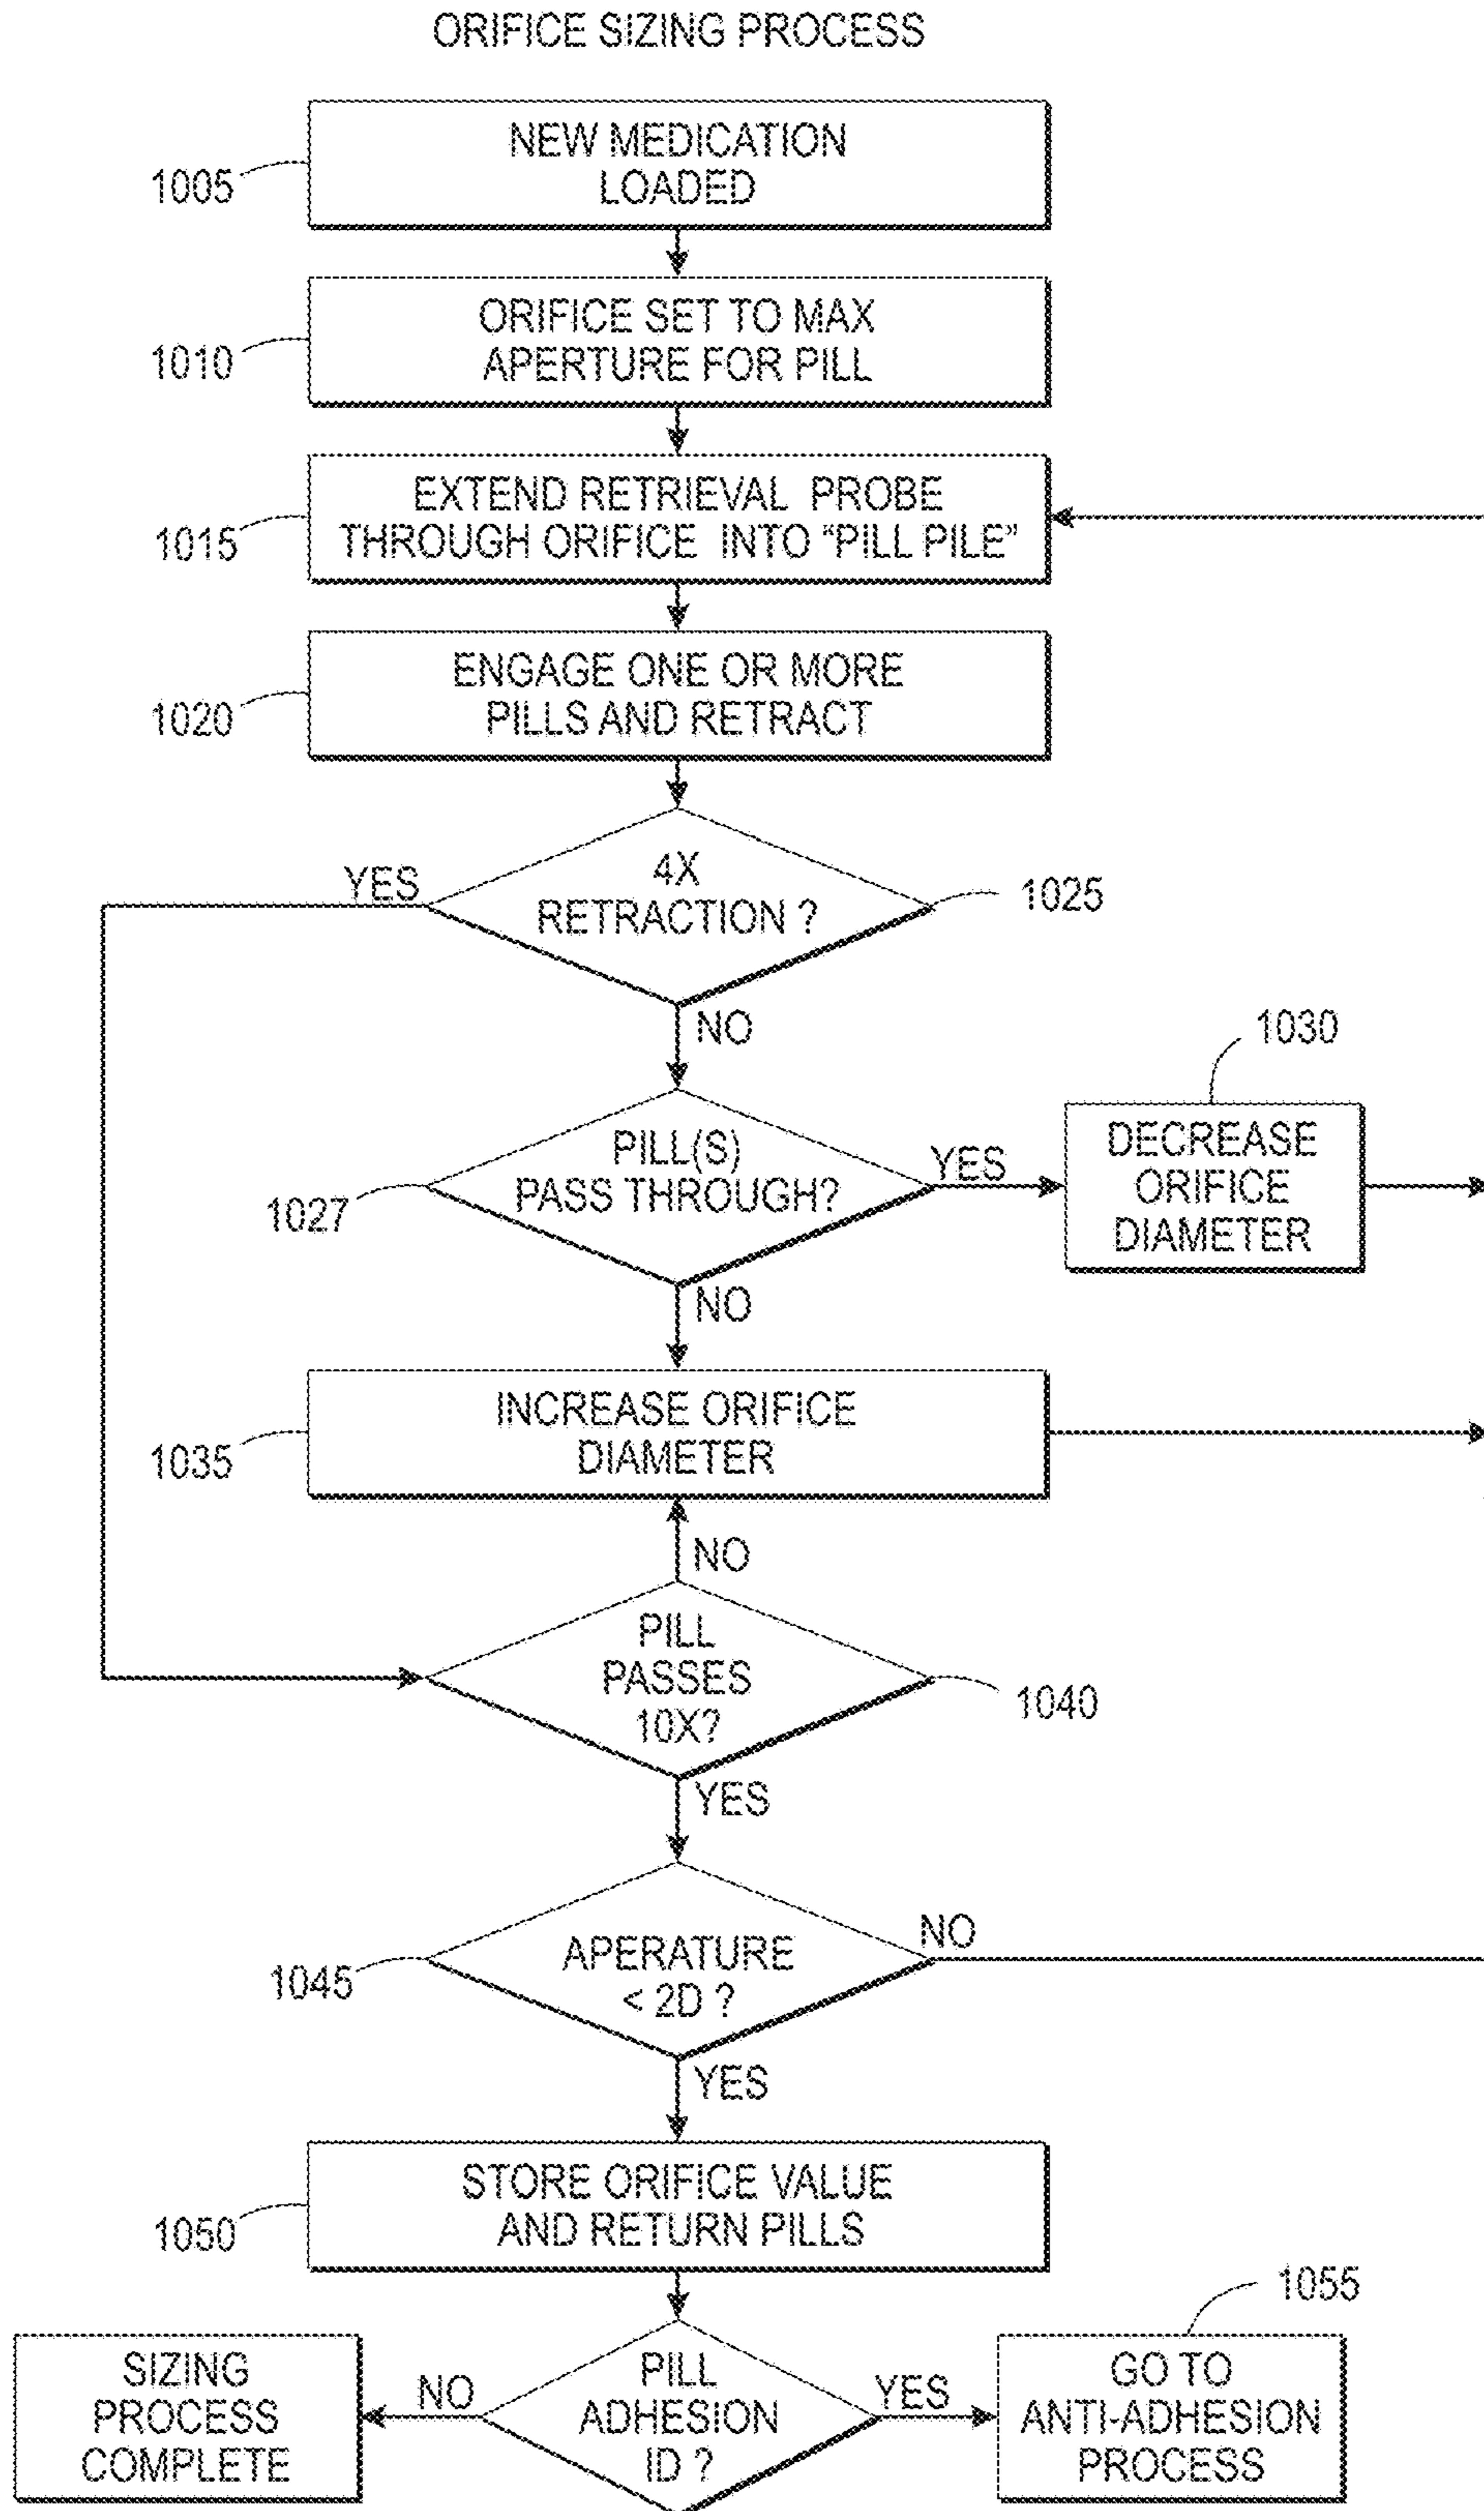 ORIFICE SIZING PROCESS
NEW MEDICATION
LOADED
1005
ORIFICE SET TO MAX
APERTURE FOR PILL
1010
EXTEND RETRIEVAL PROBE
THROUGH ORIFICE INTO “PILL PILE”
1015
ENGAGE ONE OR MORE
PILLS AND RETRACT
1020
YES
4X
RETRACTION ?
1025
NO
1030
PILL(S)
PASS THROUGH?
1027
YES
DECREASE
ORIFICE
DIAMETER
NO
INCREASE ORIFICE
DIAMETER
1035
NO
PILL
PASSES
10X?
1040
YES
APERATURE
< 2D ?
1045
NO
YES
STORE ORIFICE VALUE
AND RETURN PILLS
1050
1055
SIZING
PROCESS
COMPLETE
NO
PILL
ADHESION
ID ?
YES
GO TO
ANTI-ADHESION
PROCESS